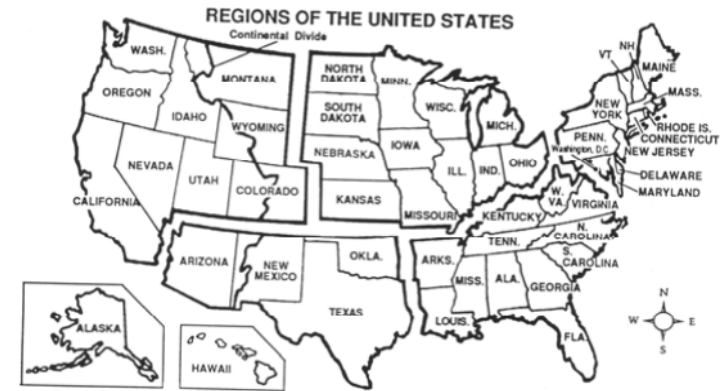 REGIONS OF THE UNITED STATES
Continental Divide
WASH.
OREGON
IDAHO
MONTANA
WYOMING
NEVADA
UTAH
COLORADO
CALIFORNIA
NORTH
DAKOTA
SOUTH
DAKOTA
NEBRASKA
KANSAS
MINN.
IOWA
MISSOURI
WISC.
ILL.
MICH.
IND.
OHIO
ARIZONA
NEW
MEXICO
OKLA.
TEXAS
ARKS.
LOUIS.
MISS.
ALA.
TENN.
KENTUCKY
GEORGIA
FLA.
S.
CAROLINA
N.
CAROLINA
W.
VA.
VIRGINIA
VT
NH
MAINE
MASS.
NEW
YORK
RHODE IS.
CONNECTICUT
PENN.
NEW JERSEY
Washington, D.C.
DELAWARE
MARYLAND
ALASKA
HAWAII
N
W
E
S